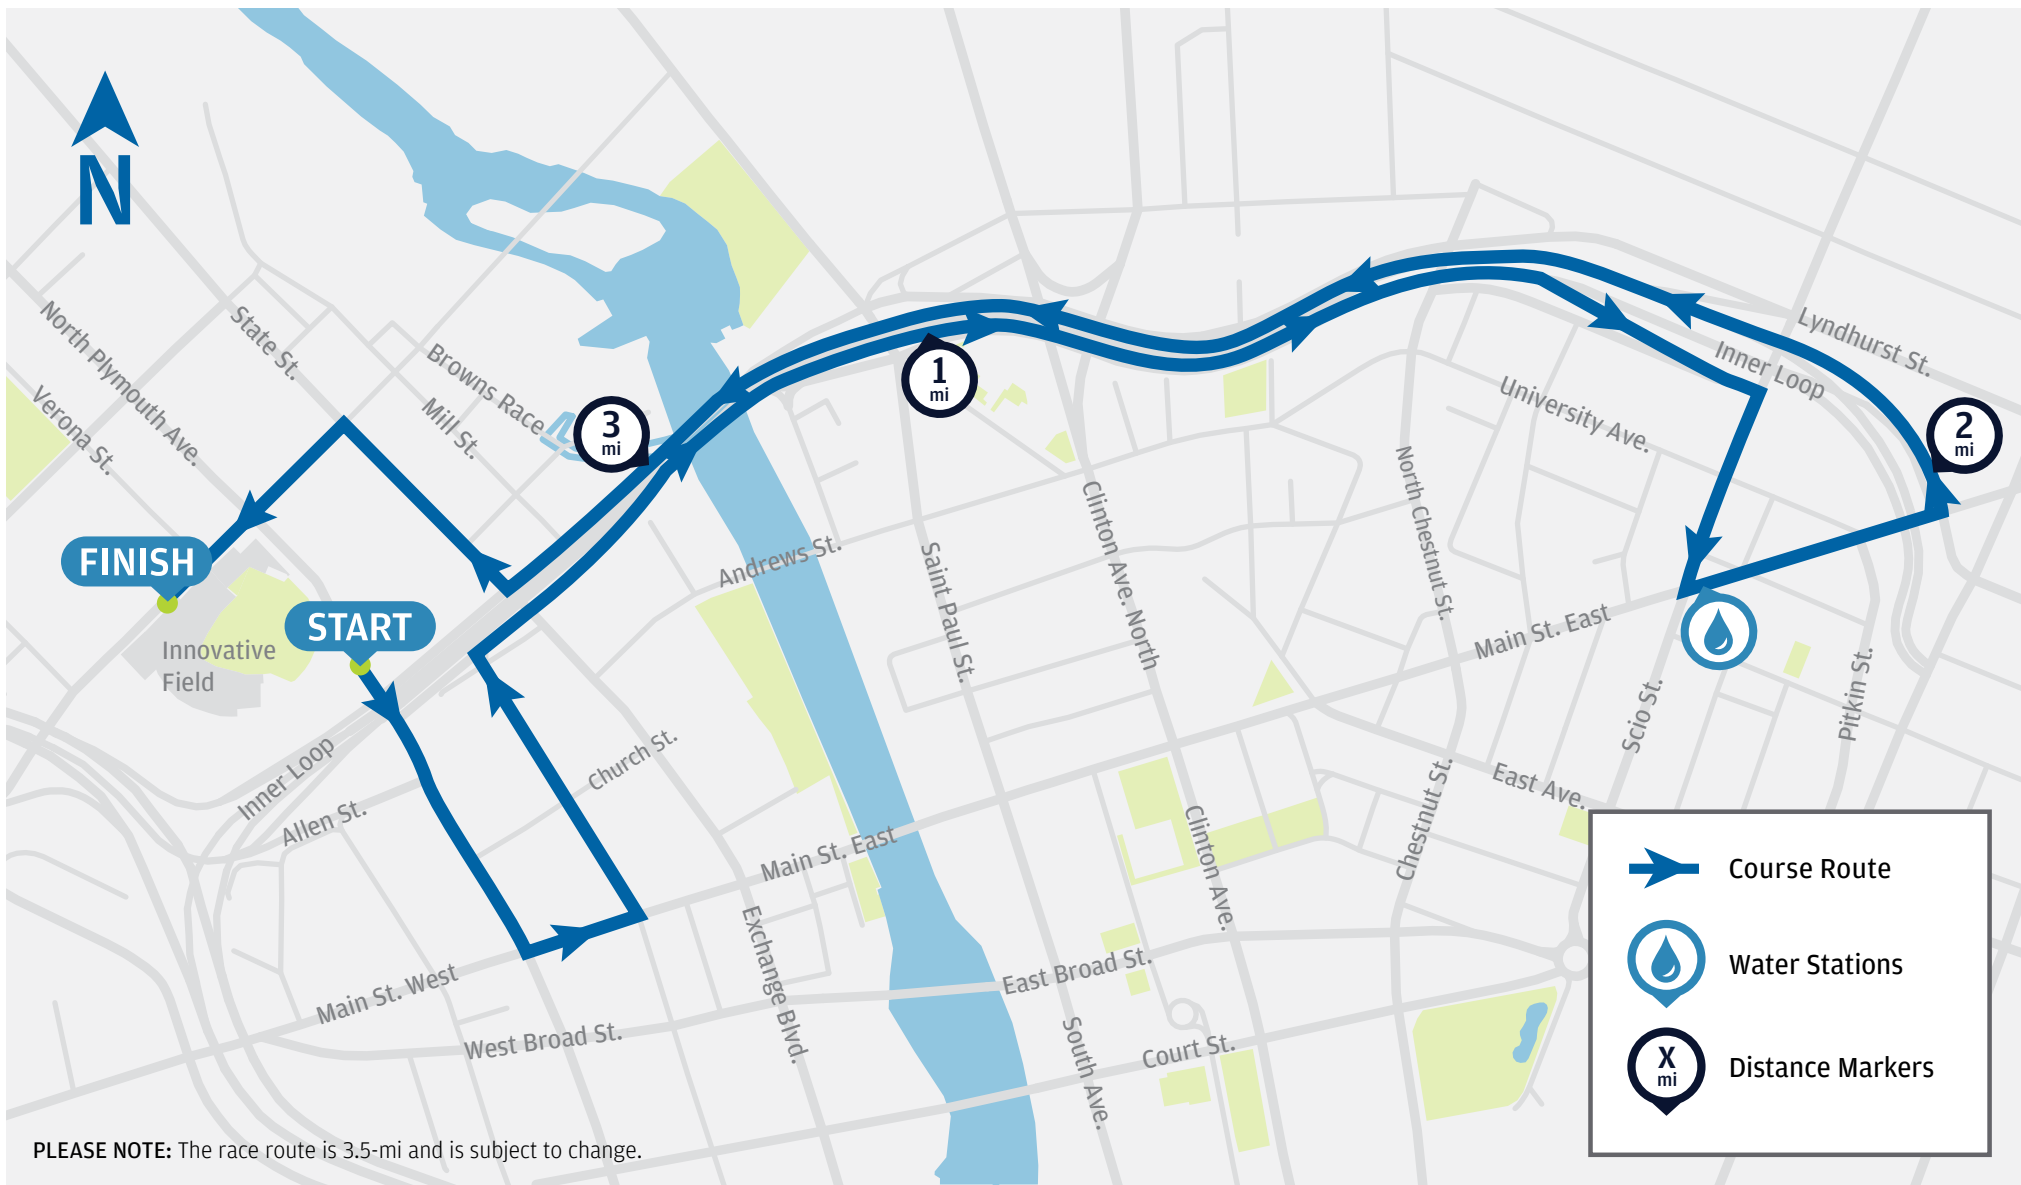 N
Lyndhurst St.
Inner Loop
University Ave.
State St.
North Plymouth Ave.
Browns Race
Mill St.
Verona St.
1
mi
2
mi
3
mi
FINISH
START
Innovative
Field
Andrews St.
Saint Paul St.
Clinton Ave. North
North Chestnut St.
Main St. East
Scio St.
Pitkin St.
Inner Loop
Allen St.
Church St.
Main St. East
East Ave.
Clinton Ave.
Chestnut St.
Exchange Blvd.
Main St. West
West Broad St.
East Broad St.
South Ave.
Court St.
Course Route
Water Stations
X
mi
Distance Markers
PLEASE NOTE: The race route is 3.5-mi and is subject to change.